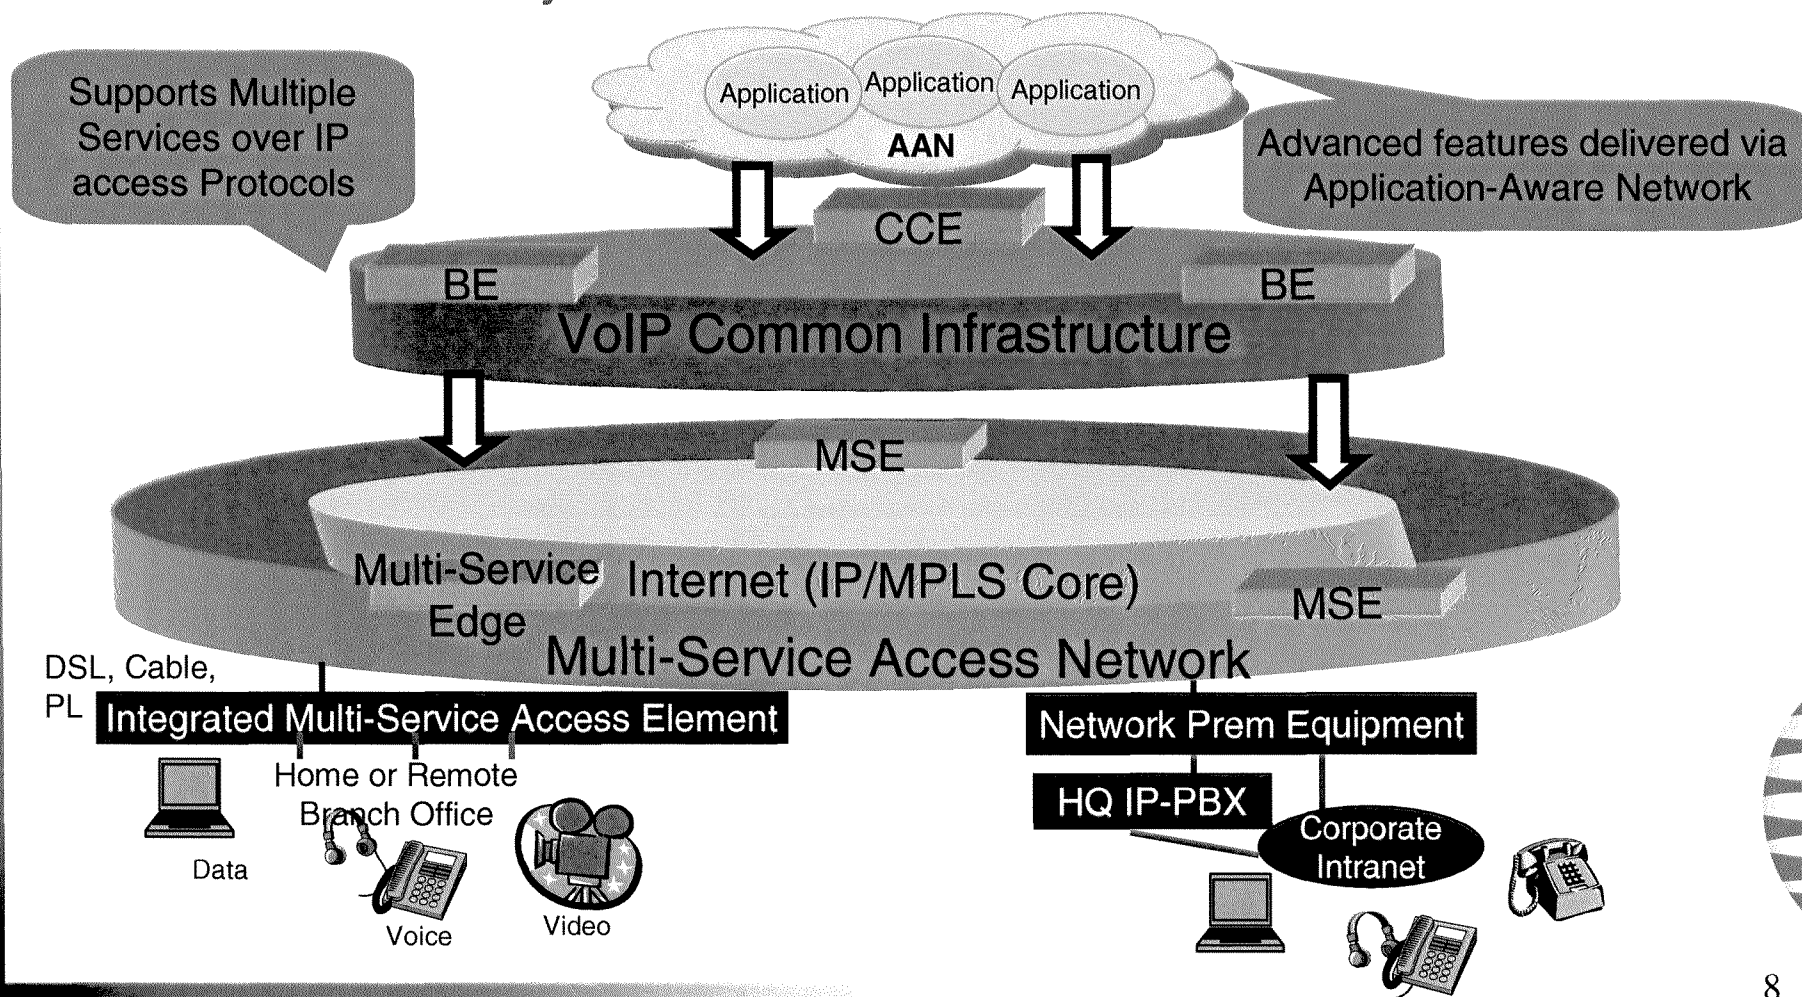 Supports Multiple
Services over IP
access Protocols
Application
Application
Application
AAN
Advanced features delivered via
Application-Aware Network
CCE
BE
BE
VoIP Common Infrastructure
MSE
Multi-Service
Edge
Internet (IP/MPLS Core)
MSE
Multi-Service Access Network
DSL, Cable,
PL
Integrated Multi-Service Access Element
Network Prem Equipment
Home or Remote
Branch Office
HQ IP-PBX
Corporate
Intranet
Data
Voice
Video
8